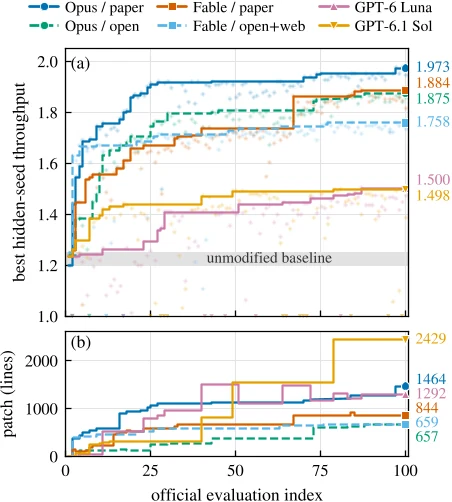 Opus / paper
Fable / paper
GPT-6 Luna
Opus / open
Fable / open+web
GPT-6.1 Sol
(a)
best hidden-seed throughput
2.0
1.8
1.6
1.4
1.2
1.0
1.973
1.884
1.875
1.758
1.500
1.498
unmodified baseline
(b)
patch (lines)
2000
1000
0
2429
1464
1292
844
659
657
0
25
50
75
100
official evaluation index